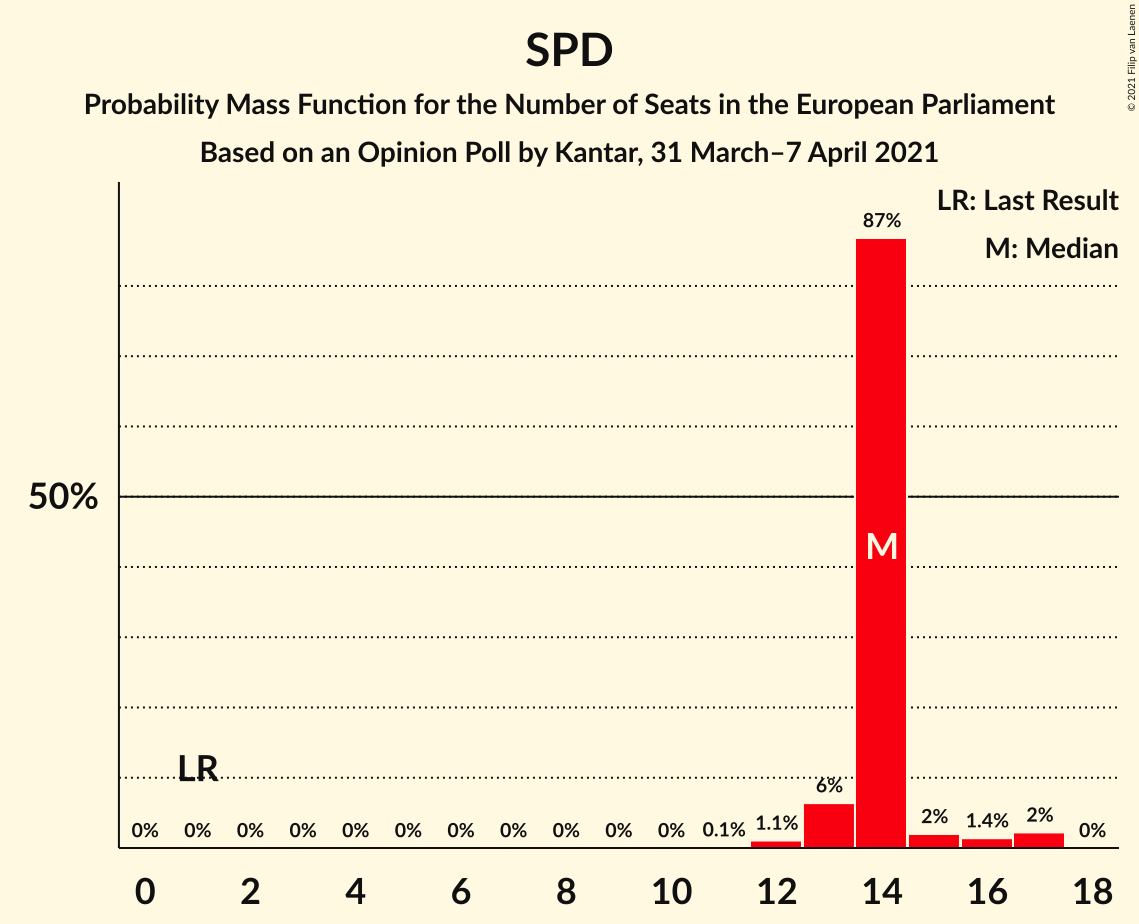 © 2021 Filip van Laenen
SPD
Probability Mass Function for the Number of Seats in the European Parliament
Based on an Opinion Poll by Kantar, 31 March–7 April 2021
LR: Last Result
M: Median
87%
50%
M
LR
0% 0% 0% 0% 0% 0% 0% 0% 0% 0% 0% 0.1% 1.1% 6% 2% 1.4% 2% 0%
0 2 4 6 8 10 12 14 16 18